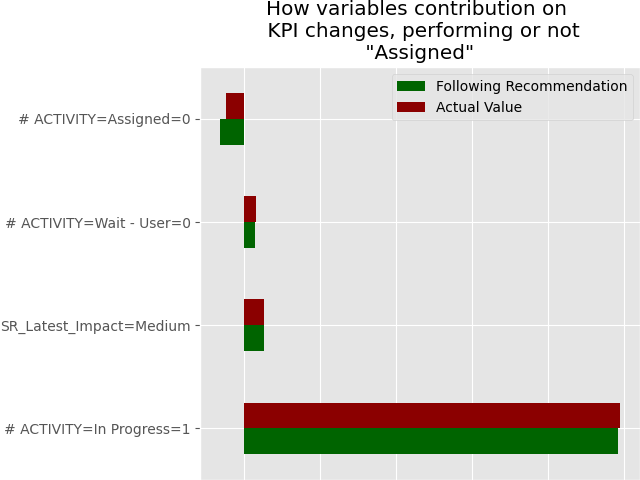 How variables contribution on
KPI changes, performing or not
"Assigned"
Following Recommendation
Actual Value
# ACTIVITY=Assigned=0
# ACTIVITY=Wait - User=0
SR_Latest_Impact=Medium
# ACTIVITY=In Progress=1